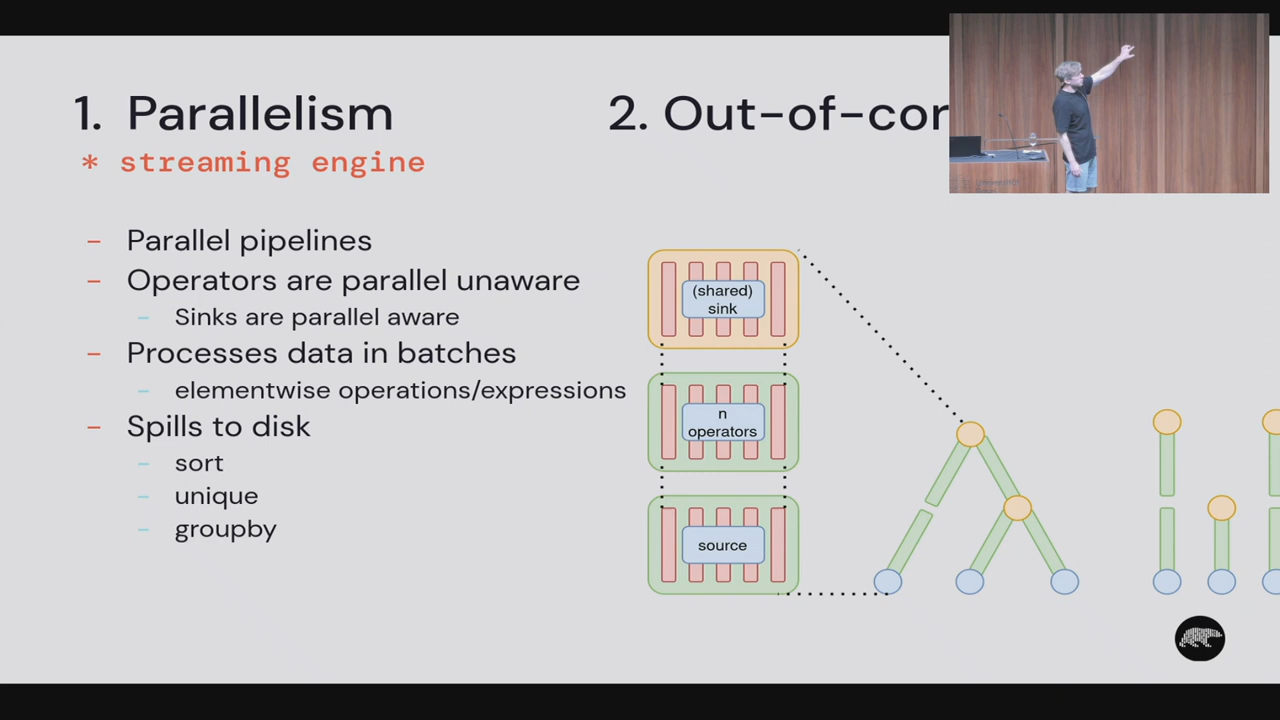 1. Parallelism
* streaming engine
- Parallel pipelines
- Operators are parallel unaware
- Sinks are parallel aware
- Processes data in batches
- elementwise operations/expressions
- Spills to disk
- sort
- unique
- groupby
2. Out-of-cor
(shared)
sink
n
operators
source